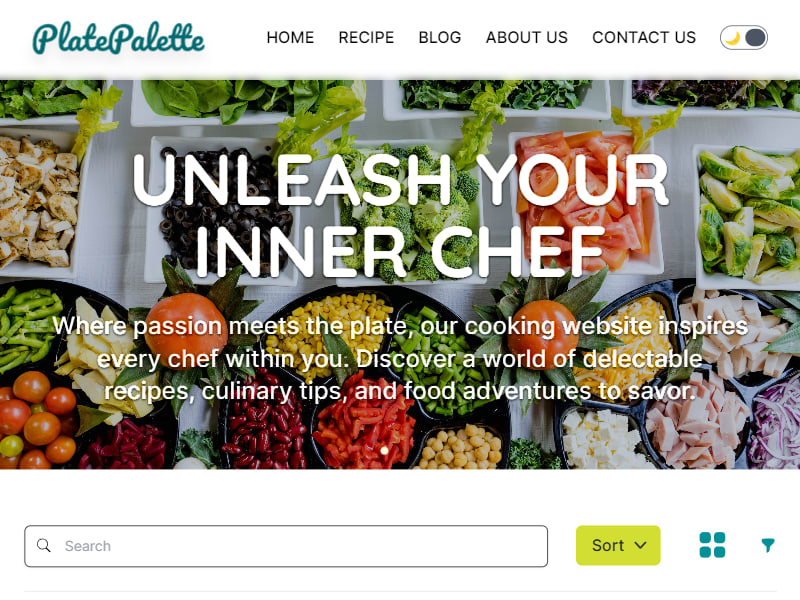 PlatePalette
HOME RECIPE BLOG ABOUT US CONTACT US
UNLEASH YOUR
INNER CHEF
Where passion meets the plate, our cooking website inspires
every chef within you. Discover a world of delectable
recipes, culinary tips, and food adventures to savor.
Search
Sort